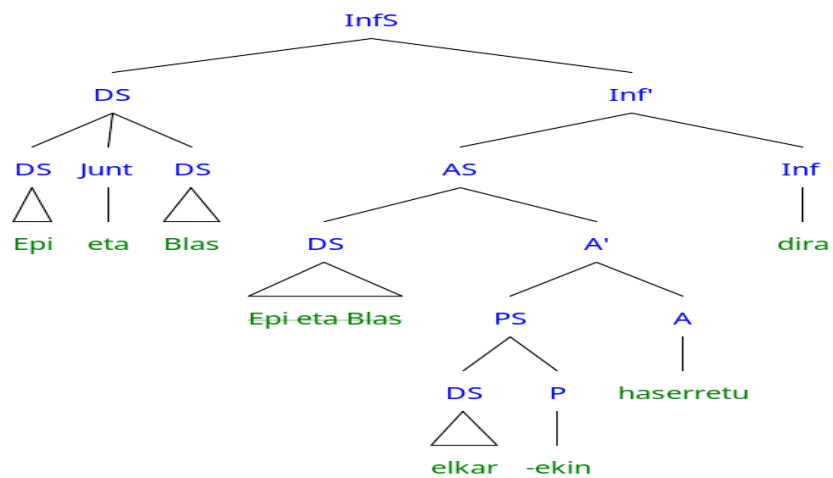 InfS
DS Inf'
DS Junt DS AS Inf
Epi eta Blas DS A' dira
Epi eta Blas PS A
DS P haserretu
elkar -ekin